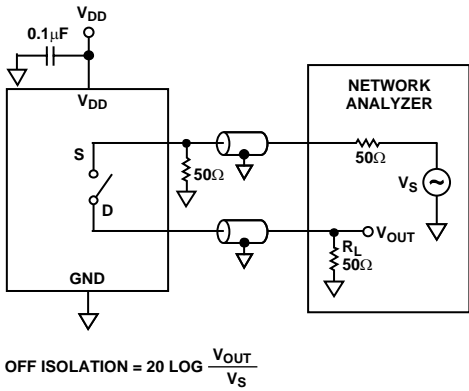 V_DD
0.1µF
V_DD
NETWORK
ANALYZER
S
50Ω
50Ω
V_S
D
V_OUT
R_L
50Ω
GND
OFF ISOLATION = 20 LOG V_OUT / V_S